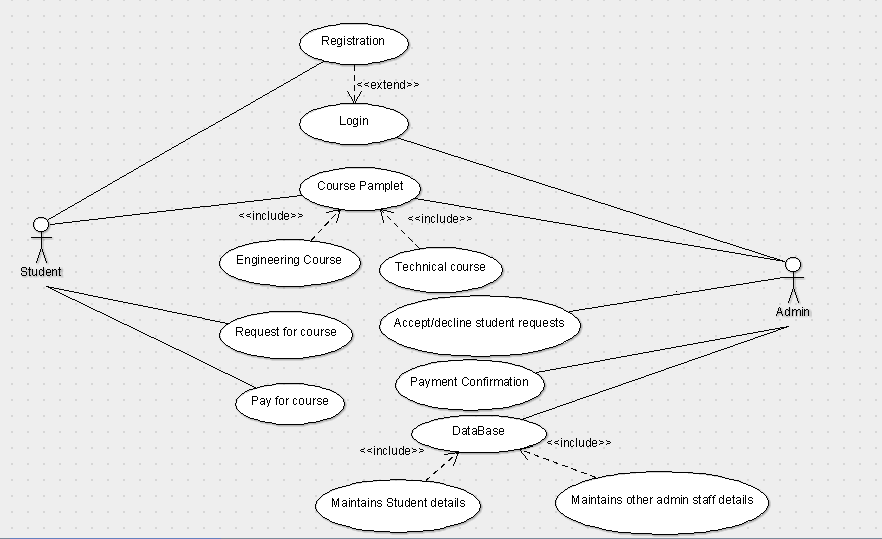 Registration
<<extend>>
Login
Course Pamplet
<<include>>
<<include>>
Engineering Course
Technical course
Student
Admin
Accept/decline student requests
Request for course
Payment Confirmation
Pay for course
DataBase
<<include>>
<<include>>
Maintains Student details
Maintains other admin staff details